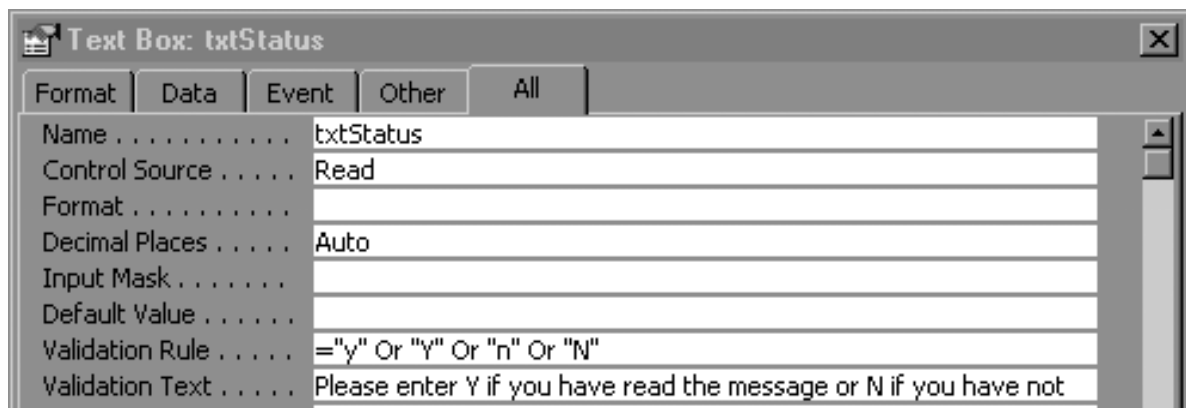 Text Box: txtStatus
Format Data Event Other All
Name . . . . . . . . . . . txtStatus
Control Source . . . . . Read
Format . . . . . . . . . .
Decimal Places . . . . . Auto
Input Mask . . . . . . .
Default Value . . . . . .
Validation Rule . . . . . ="y" Or "Y" Or "n" Or "N"
Validation Text . . . . . Please enter Y if you have read the message or N if you have not